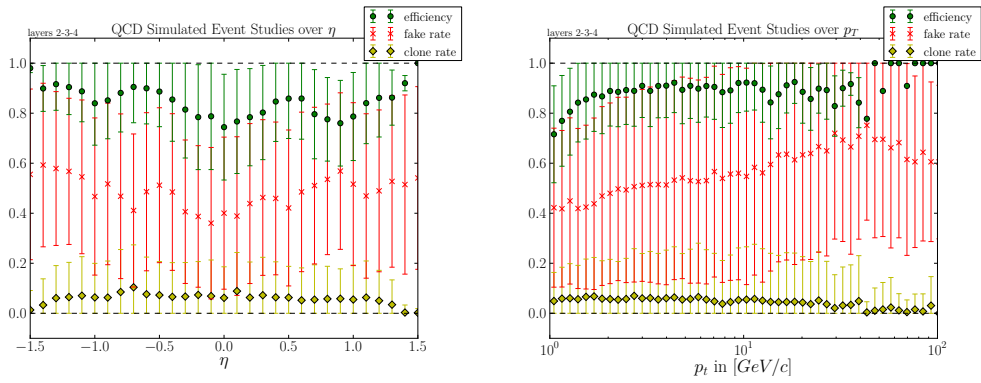 layers 2-3-4
QCD Simulated Event Studies over η
efficiency
fake rate
clone rate
1.0
0.8
0.6
0.4
0.2
0.0
−1.5
−1.0
−0.5
0.0
0.5
1.0
1.5
η
layers 2-3-4
QCD Simulated Event Studies over p_T
efficiency
fake rate
clone rate
1.0
0.8
0.6
0.4
0.2
0.0
10^0
10^1
10^2
p_t in [GeV/c]